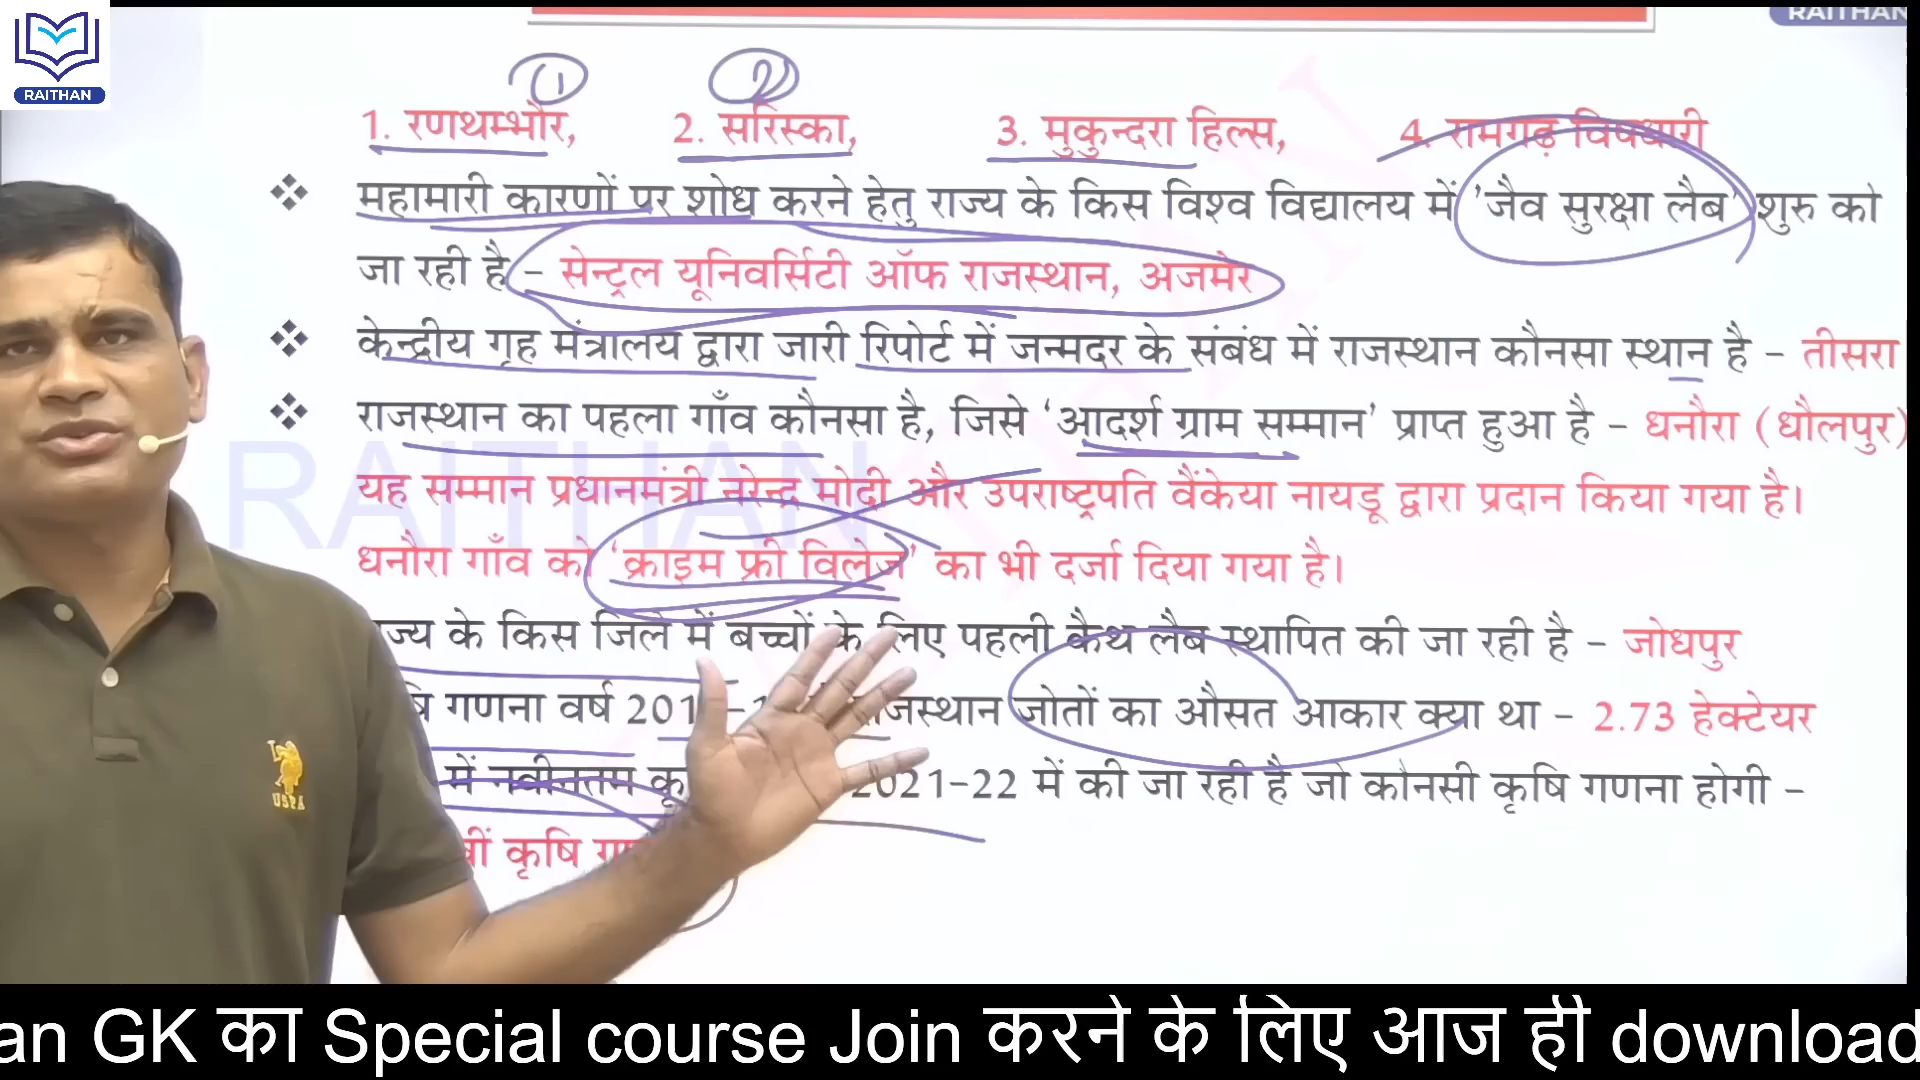 RAITHAN
RAITHAN
1. रणथम्भौर, 2. सरिस्का, 3. मुकुन्दरा हिल्स, 4. रामगढ़ विषधारी
❖ महामारी कारणों पर शोध करने हेतु राज्य के किस विश्व विद्यालय में 'जैव सुरक्षा लैब' शुरु की
जा रही है – सेन्ट्रल यूनिवर्सिटी ऑफ राजस्थान, अजमेर
❖ केन्द्रीय गृह मंत्रालय द्वारा जारी रिपोर्ट में जन्मदर के संबंध में राजस्थान कौनसा स्थान है – तीसरा
❖ राजस्थान का पहला गाँव कौनसा है, जिसे 'आदर्श ग्राम सम्मान' प्राप्त हुआ है – धनौरा (धौलपुर)
यह सम्मान प्रधानमंत्री नरेन्द्र मोदी और उपराष्ट्रपति वैंकेया नायडू द्वारा प्रदान किया गया है।
धनौरा गाँव को 'क्राइम फ्री विलेज' का भी दर्जा दिया गया है।
के किस जिले में बच्चों के लिए पहली कैथ लैब स्थापित की जा रही है – जोधपुर
गणना वर्ष जोतों का औसत आकार क्या था – 2.73 हेक्टेयर
में नवीनतम 2021-22 में की जा रही है जो कौनसी कृषि गणना होगी –
कृषि
RAITHAN
USPA
GK का Special course Join करने के लिए आज ही download